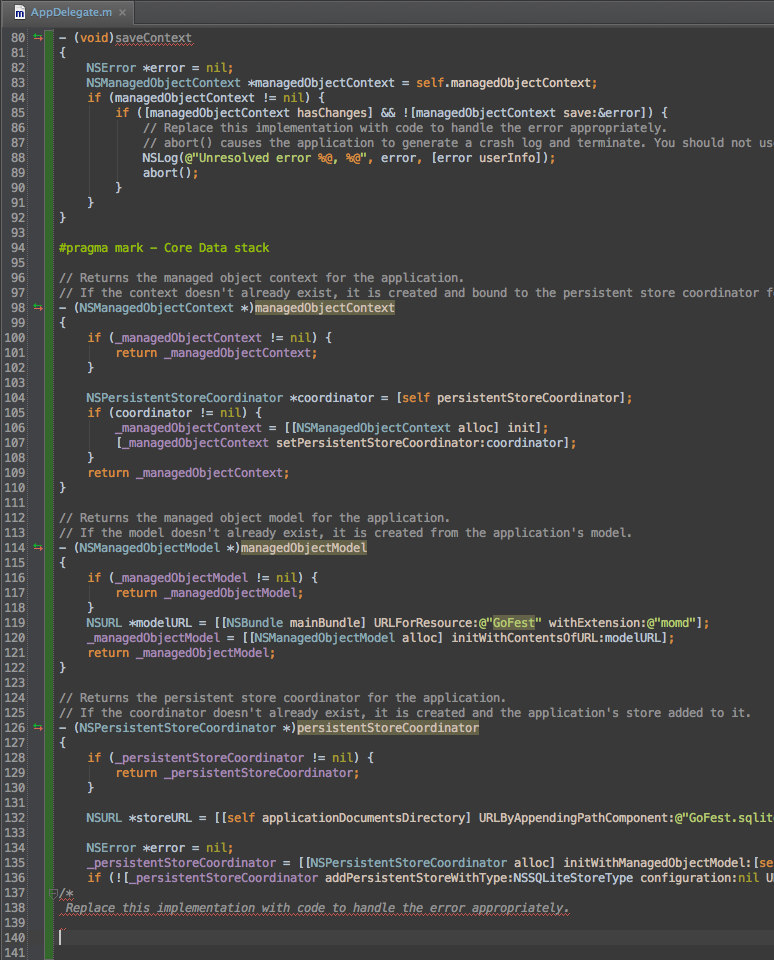 AppDelegate.m
80 - (void)saveContext
81 {
82 NSError *error = nil;
83 NSManagedObjectContext *managedObjectContext = self.managedObjectContext;
84 if (managedObjectContext != nil) {
85 if ([managedObjectContext hasChanges] && ![managedObjectContext save:&error]) {
86 // Replace this implementation with code to handle the error appropriately.
87 // abort() causes the application to generate a crash log and terminate. You should not us
88 NSLog(@"Unresolved error %@, %@", error, [error userInfo]);
89 abort();
90 }
91 }
92 }
93
94 #pragma mark - Core Data stack
95
96 // Returns the managed object context for the application.
97 // If the context doesn't already exist, it is created and bound to the persistent store coordinator f
98 - (NSManagedObjectContext *)managedObjectContext
99 {
100 if (_managedObjectContext != nil) {
101 return _managedObjectContext;
102 }
103
104 NSPersistentStoreCoordinator *coordinator = [self persistentStoreCoordinator];
105 if (coordinator != nil) {
106 _managedObjectContext = [[NSManagedObjectContext alloc] init];
107 [_managedObjectContext setPersistentStoreCoordinator:coordinator];
108 }
109 return _managedObjectContext;
110 }
111
112 // Returns the managed object model for the application.
113 // If the model doesn't already exist, it is created from the application's model.
114 - (NSManagedObjectModel *)managedObjectModel
115 {
116 if (_managedObjectModel != nil) {
117 return _managedObjectModel;
118 }
119 NSURL *modelURL = [[NSBundle mainBundle] URLForResource:@"GoFest" withExtension:@"momd"];
120 _managedObjectModel = [[NSManagedObjectModel alloc] initWithContentsOfURL:modelURL];
121 return _managedObjectModel;
122 }
123
124 // Returns the persistent store coordinator for the application.
125 // If the coordinator doesn't already exist, it is created and the application's store added to it.
126 - (NSPersistentStoreCoordinator *)persistentStoreCoordinator
127 {
128 if (_persistentStoreCoordinator != nil) {
129 return _persistentStoreCoordinator;
130 }
131
132 NSURL *storeURL = [[self applicationDocumentsDirectory] URLByAppendingPathComponent:@"GoFest.sqlit
133
134 NSError *error = nil;
135 _persistentStoreCoordinator = [[NSPersistentStoreCoordinator alloc] initWithManagedObjectModel:[se
136 if (![_persistentStoreCoordinator addPersistentStoreWithType:NSSQLiteStoreType configuration:nil U
137 /*
138 Replace this implementation with code to handle the error appropriately.
139
140
141